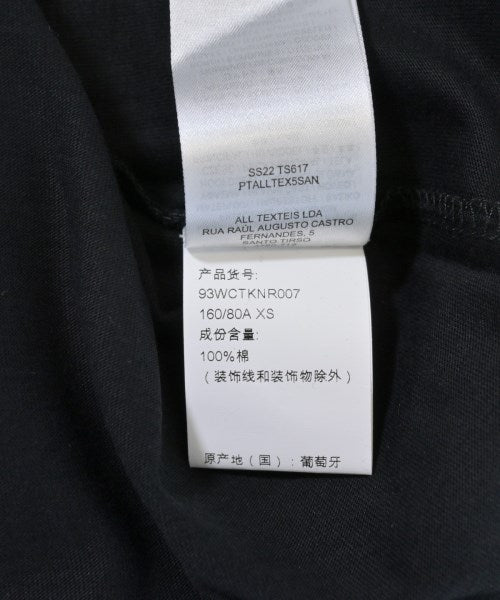 SS22 TS617
PTALLTEX5SAN
ALL TEXTEIS LDA
RUA RAÚL AUGUSTO CASTRO
FERNANDES, 5
SANTO TIRSO
产品货号:
93WCTKNR007
160/80A XS
成份含量:
100%棉
(装饰线和装饰物除外)
原产地(国):葡萄牙